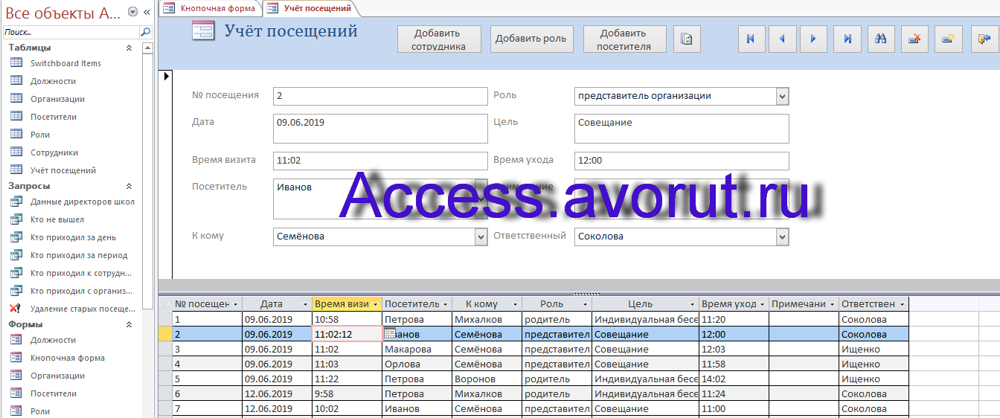 Все объекты A...
Поиск...
Таблицы
Switchboard Items
Должности
Организации
Посетители
Роли
Сотрудники
Учёт посещений
Запросы
Данные директоров школ
Кто не вышел
Кто приходил за день
Кто приходил за период
Кто приходил к сотрудн...
Кто приходил с организ...
Удаление старых посеще...
Формы
Должности
Кнопочная форма
Организации
Посетители
Роли
Кнопочная форма Учёт посещений
Учёт посещений
Добавить сотрудника
Добавить роль
Добавить посетителя
№ посещения 2 Роль представитель организации
Дата 09.06.2019 Цель Совещание
Время визита 11:02 Время ухода 12:00
Посетитель Иванов
Access.avorut.ru
К кому Семёнова Ответственный Соколова
№ посещен Дата Время визи Посетитель К кому Роль Цель Время уход Примечани Ответствен
1 09.06.2019 10:58 Петрова Михалков родитель Индивидуальная бесе 11:20 Соколова
2 09.06.2019 11:02:12 ванов Семёнова представител Совещание 12:00 Соколова
3 09.06.2019 11:02 Макарова Семёнова представител Совещание 12:03 Ищенко
4 09.06.2019 11:03 Орлова Семёнова представител Совещание 11:58 Ищенко
5 09.06.2019 11:22 Петрова Воронов родитель Индивидуальная бесе 14:02 Ищенко
6 12.06.2019 9:58 Петрова Михалков родитель Индивидуальная бесе 11:24 Соколова
7 12.06.2019 10:02 Иванов Семёнова представител Совещание 11:00 Соколова